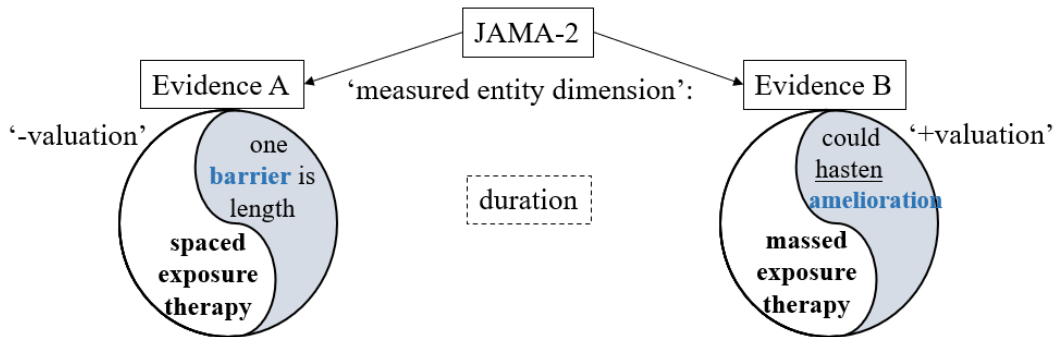 JAMA-2
Evidence A
‘measured entity dimension’:
Evidence B
‘-valuation’
one
barrier is
length
spaced
exposure
therapy
duration
‘+valuation’
could
hasten
amelioration
massed
exposure
therapy